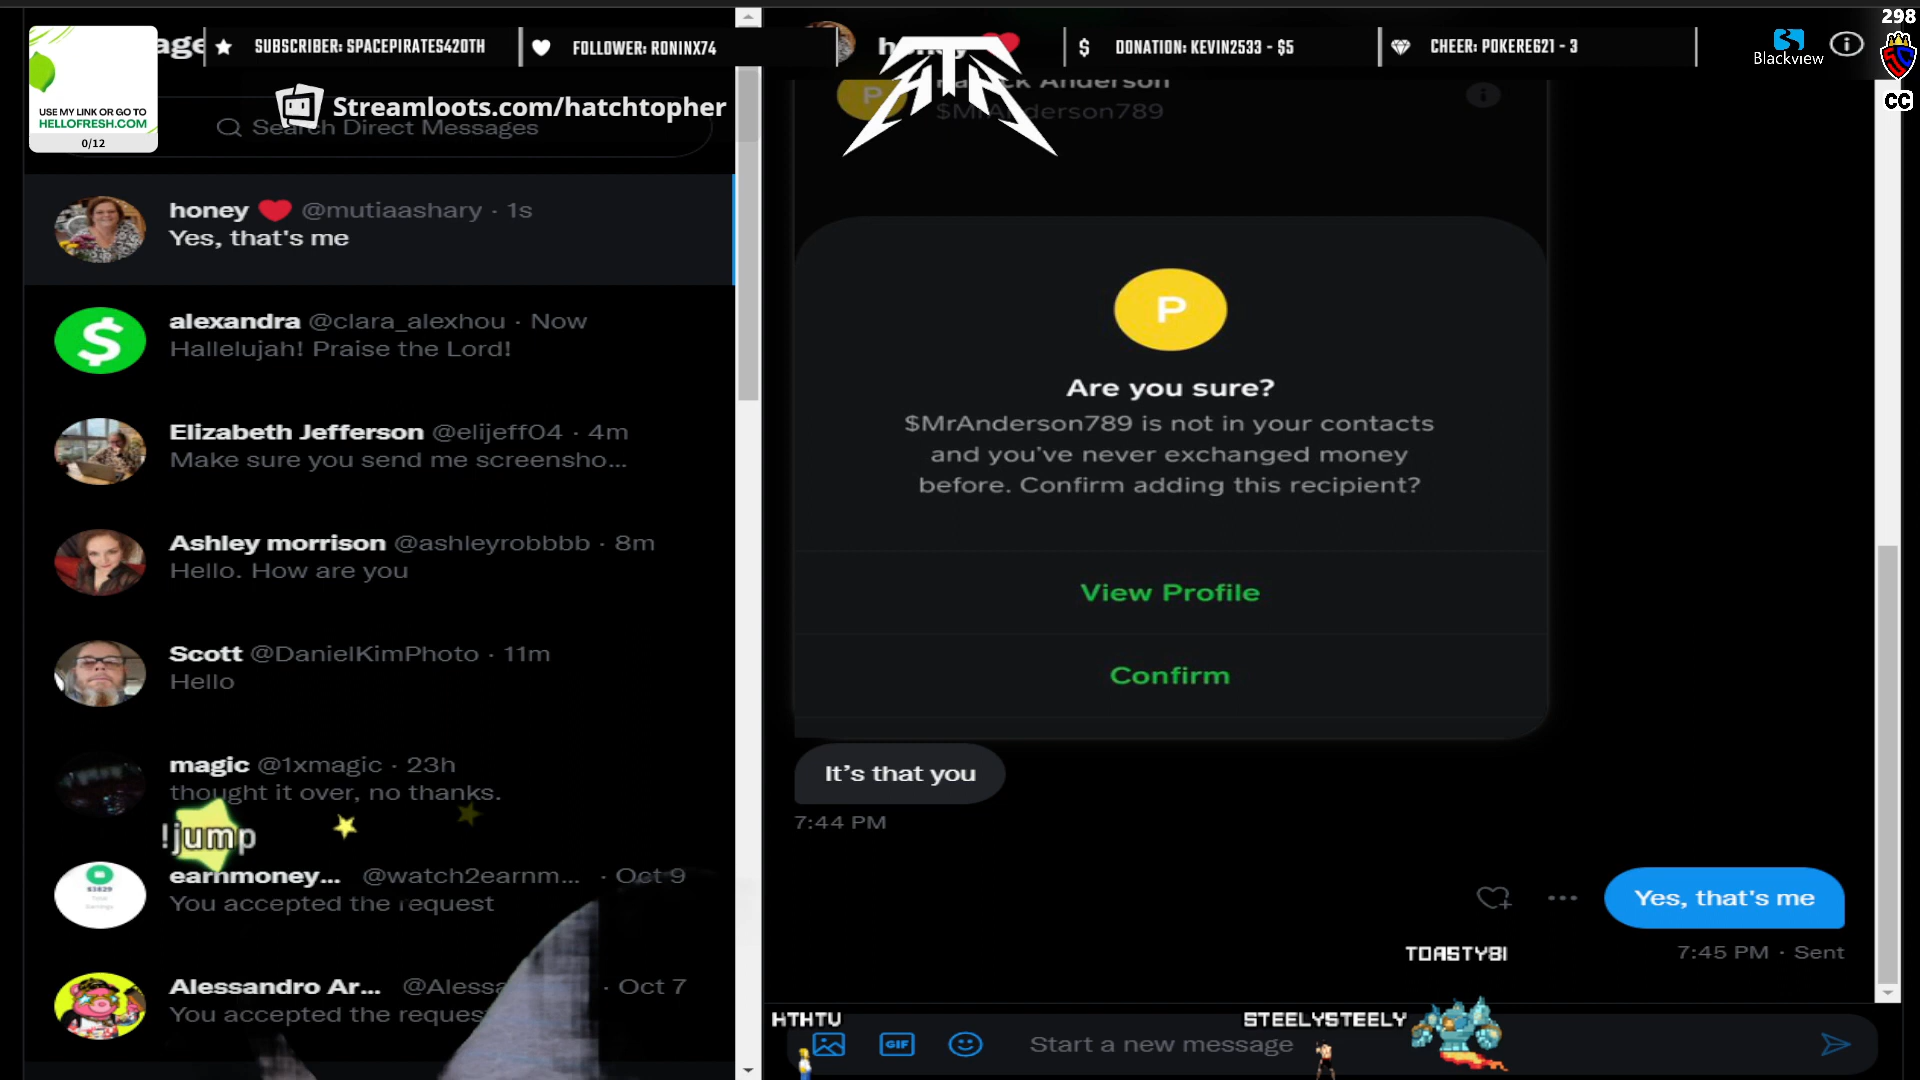 298
age
SUBSCRIBER: SPACEPIRATES420TH
FOLLOWER: RONINX74
DONATION: KEVIN2533 - $5
CHEER: POKERE621 - 3
Blackview
CC
USE MY LINK OR GO TO
HELLOFRESH.COM
0/12
Streamloots.com/hatchtopher
Search Direct Messages
honey ❤️ @mutiaashary · 1s
Yes, that's me
alexandra @clara_alexhou · Now
Hallelujah! Praise the Lord!
Elizabeth Jefferson @elijeff04 · 4m
Make sure you send me screensho...
Ashley morrison @ashleyrobbbb · 8m
Hello. How are you
Scott @DanielKimPhoto · 11m
Hello
magic @1xmagic · 23h
thought it over, no thanks.
!jump
earnmoney... @watch2earnm... · Oct 9
You accepted the request
Alessandro Ar... @Alessa · Oct 7
You accepted the reques
P
Anderson
P
Are you sure?
$MrAnderson789 is not in your contacts
and you've never exchanged money
before. Confirm adding this recipient?
View Profile
Confirm
It's that you
7:44 PM
Yes, that's me
7:45 PM · Sent
TOASTY81
HTHTV
STEELYSTEELY
GIF
Start a new message